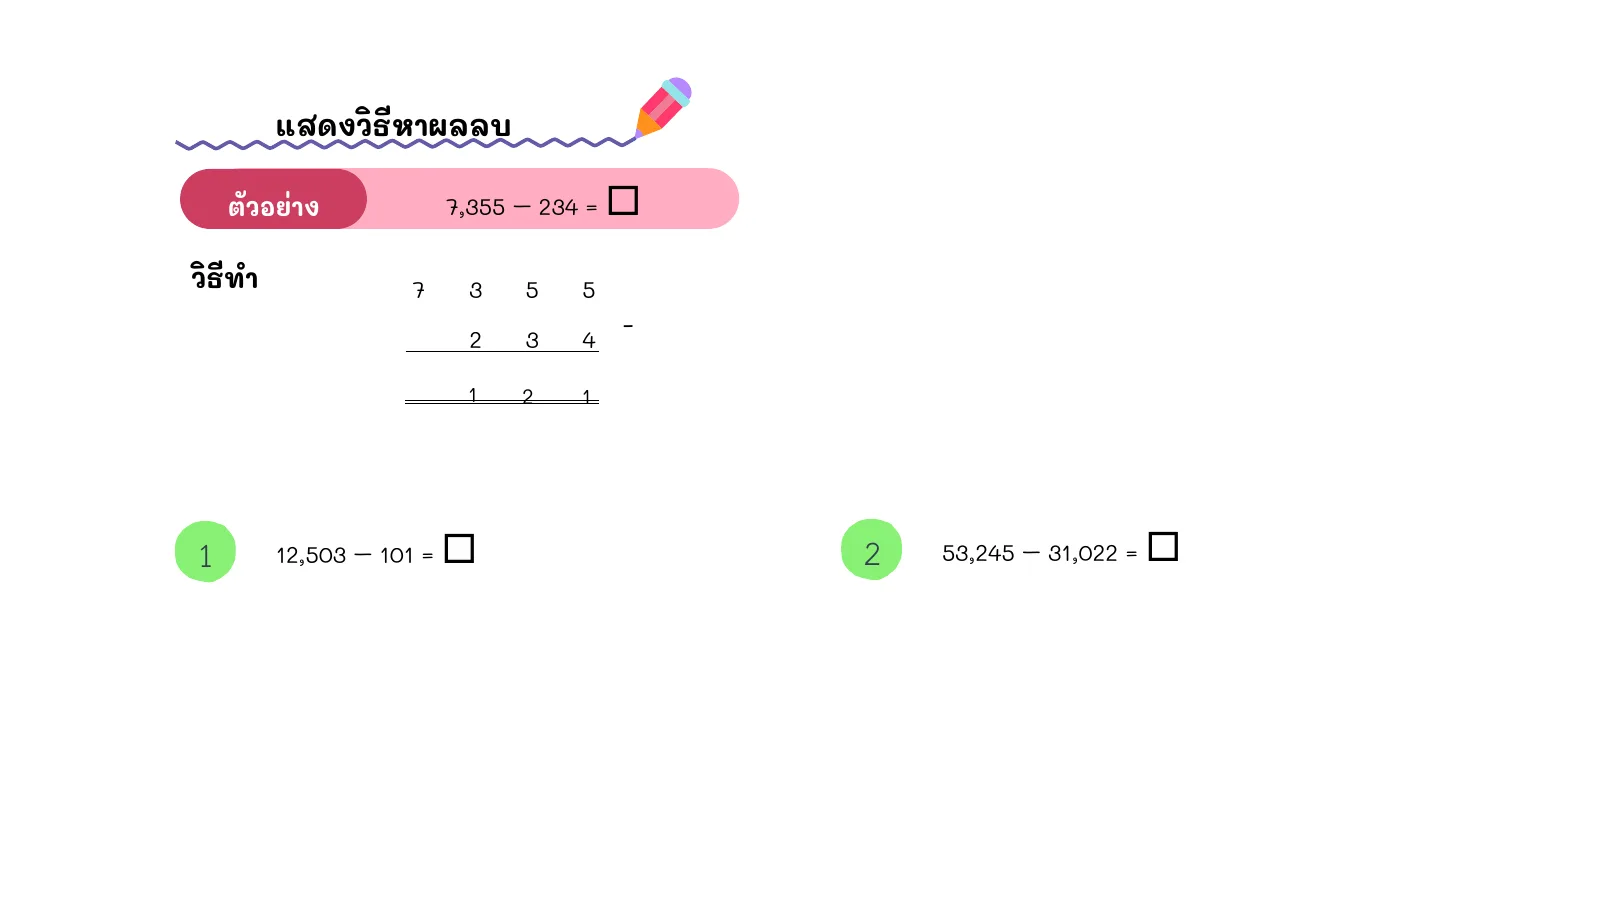 แสดงวิธีหาผลลบ
ตัวอย่าง 7,355 – 234 = □
วิธีทำ
7 3 5 5
-
2 3 4
1 2 1
1 12,503 – 101 = □
2 53,245 – 31,022 = □